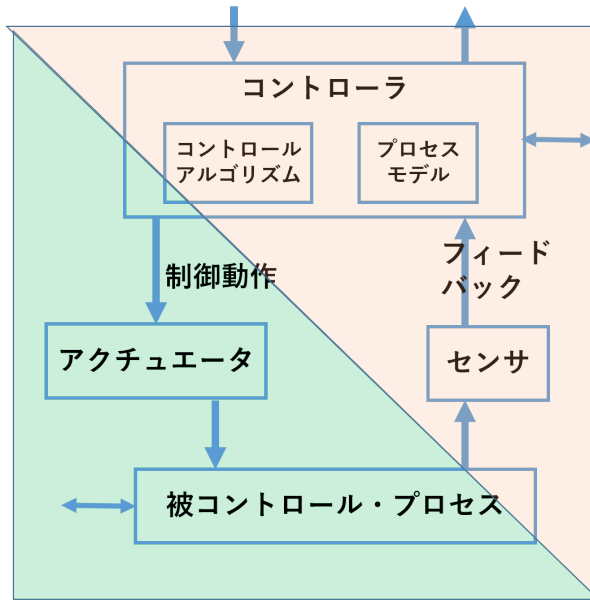 コントローラ
コントロール
アルゴリズム
プロセス
モデル
制御動作
フィード
バック
アクチュエータ
センサ
被コントロール・プロセス